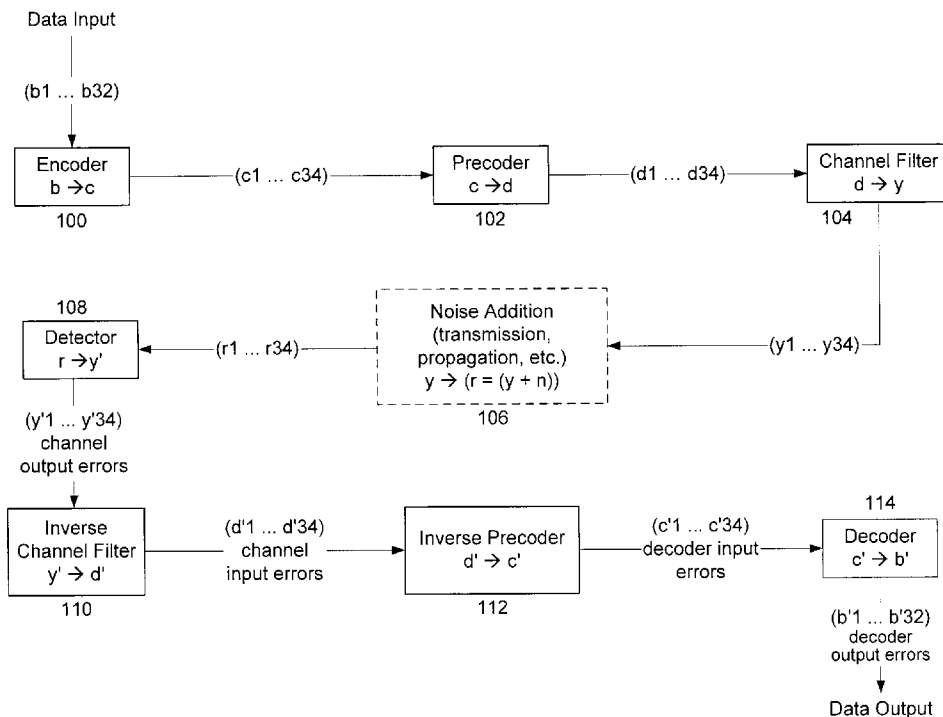 Data Input
(b1 ... b32)
Encoder
b → c
100
(c1 ... c34)
Precoder
c → d
102
(d1 ... d34)
Channel Filter
d → y
104
108
Detector
r → y'
(r1 ... r34)
Noise Addition
(transmission,
propagation, etc.)
y → (r = (y + n))
106
(y1 ... y34)
(y'1 ... y'34)
channel
output errors
Inverse
Channel Filter
y' → d'
110
(d'1 ... d'34)
channel
input errors
Inverse Precoder
d' → c'
112
(c'1 ... c'34)
decoder input
errors
114
Decoder
c' → b'
(b'1 ... b'32)
decoder
output errors
Data Output